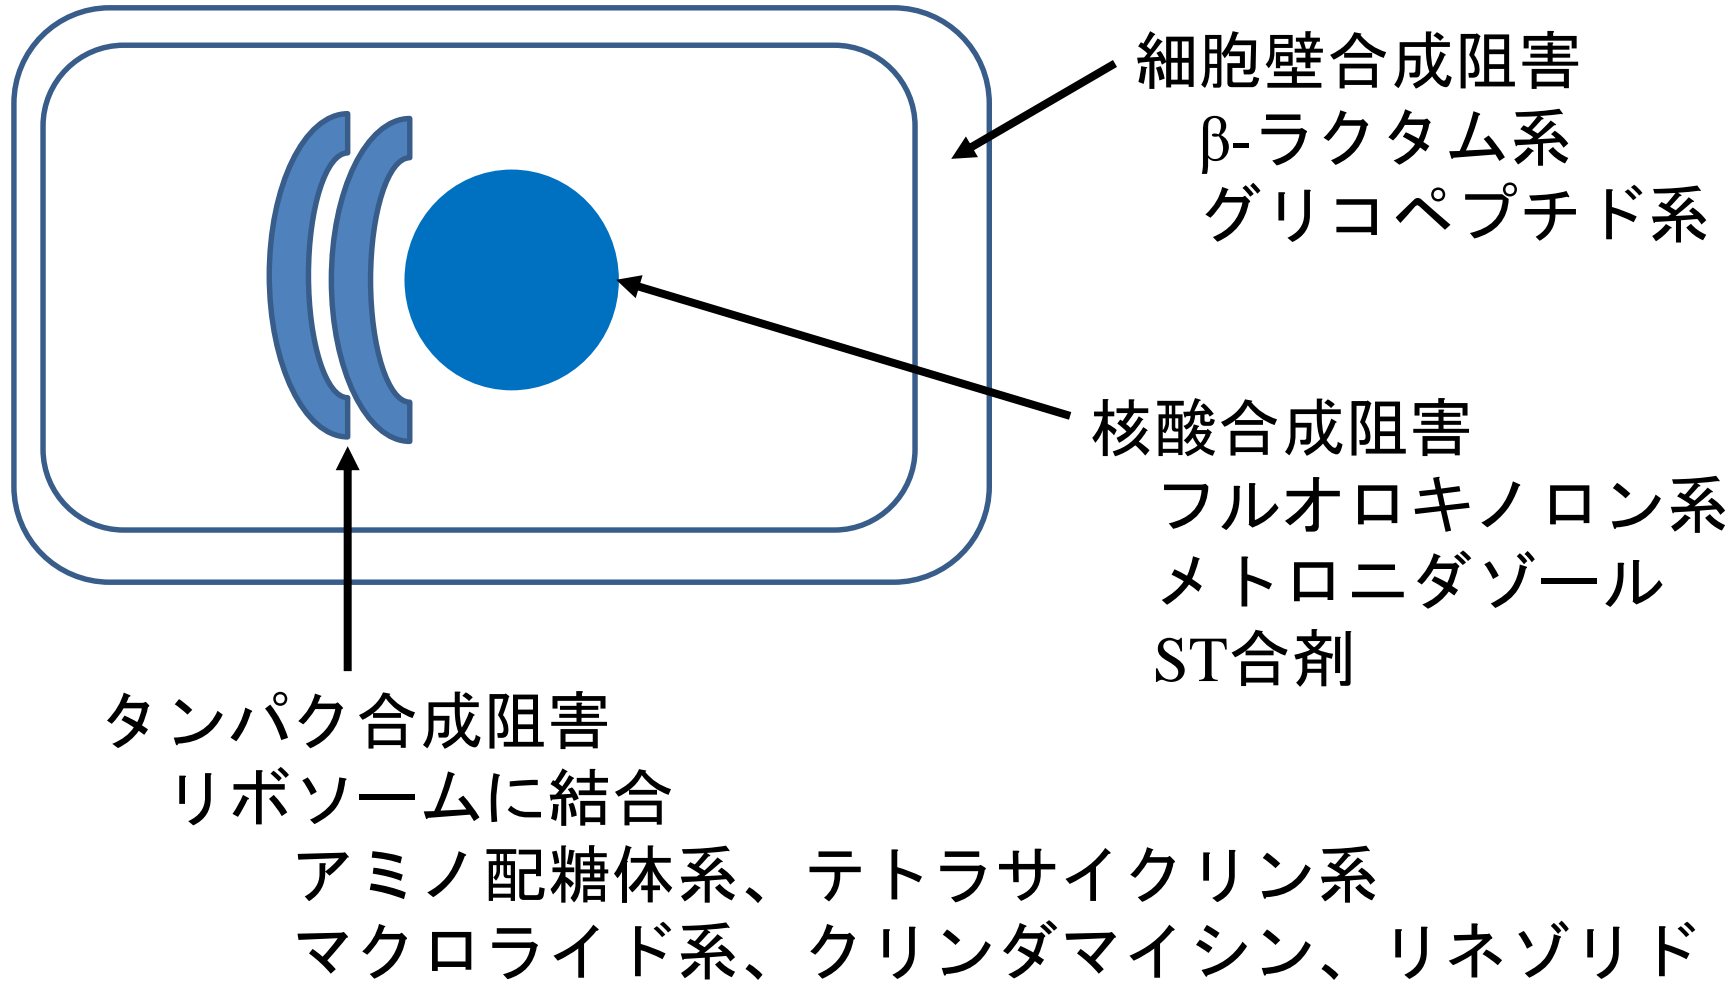 細胞壁合成阻害
β-ラクタム系
グリコペプチド系
核酸合成阻害
フルオロキノロン系
メトロニダゾール
ST合剤
タンパク合成阻害
リボソームに結合
アミノ配糖体系、テトラサイクリン系
マクロライド系、クリンダマイシン、リネゾリド